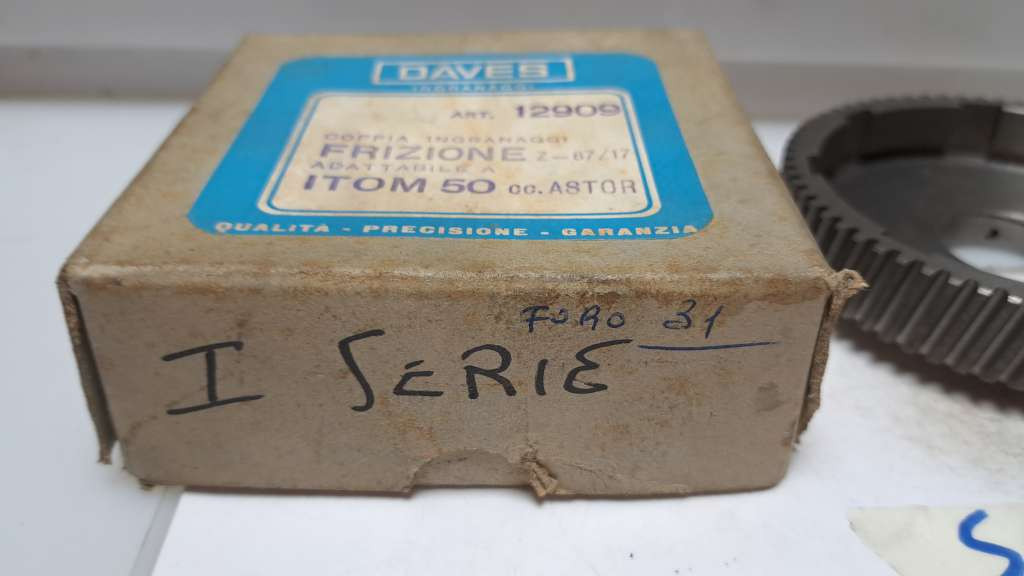 DAVES
INGRANAGGI
ART. 12909
COPPIA INGRANAGGI
FRIZIONE Z-67/17
ADATTABILE A
ITOM 50 cc. ASTOR
QUALITÀ - PRECISIONE - GARANZIA
FORO 31
I SERIE
S